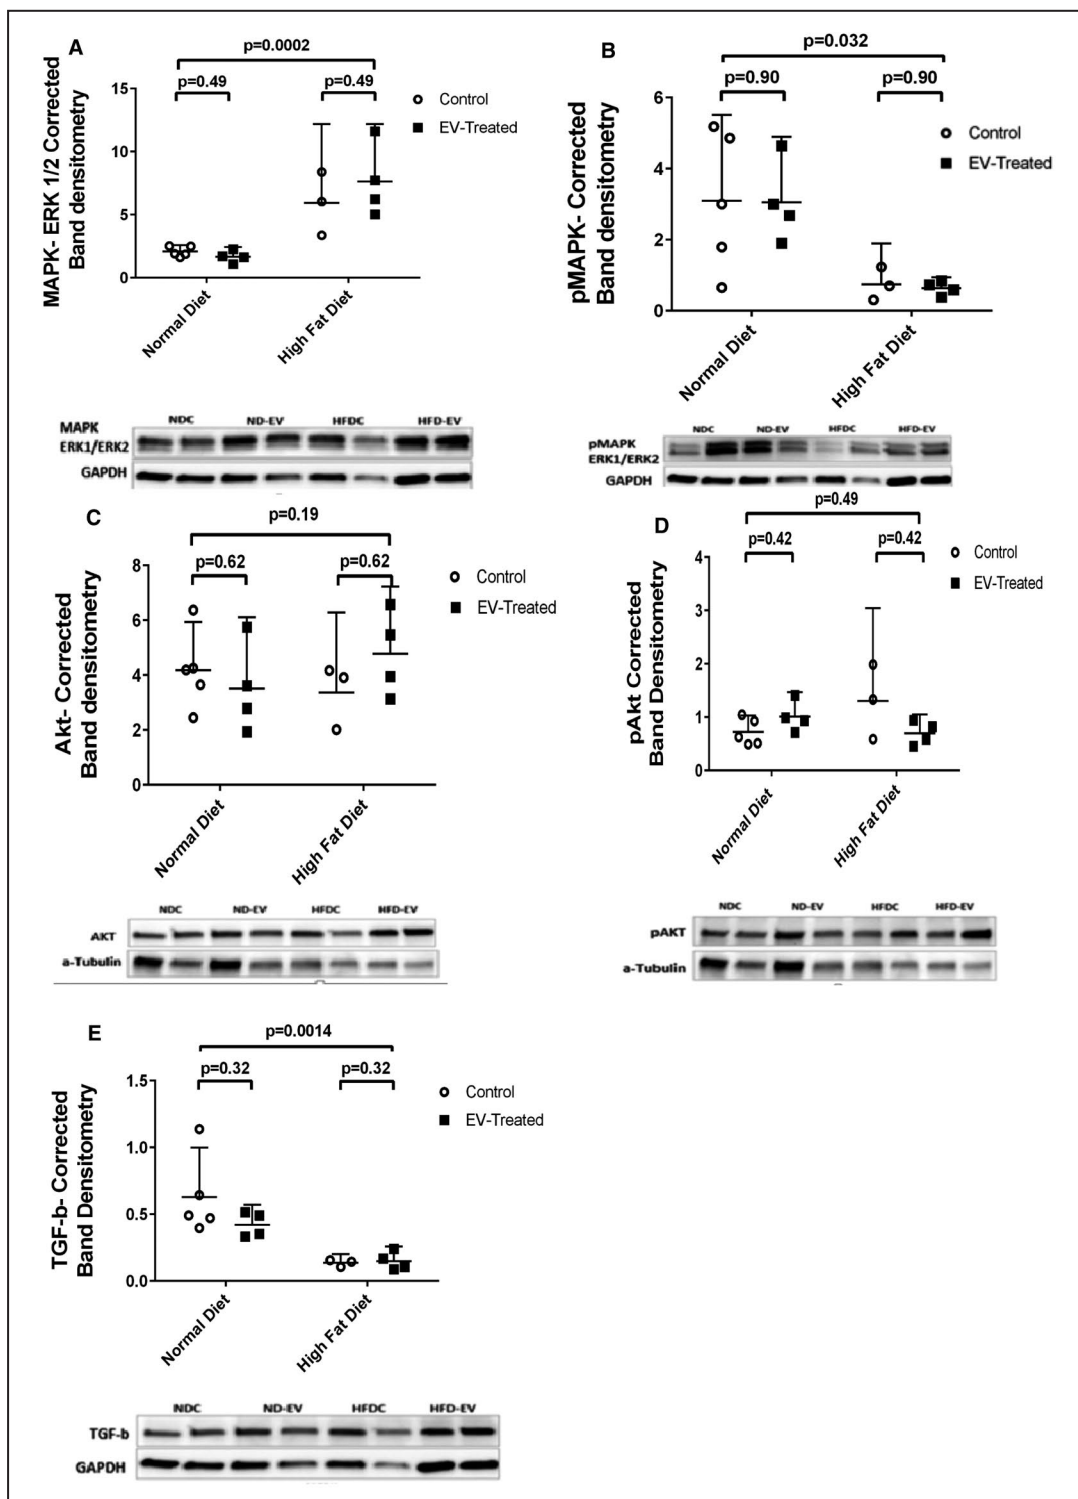 A
p=0.0002
p=0.49
p=0.49
Control
EV-Treated
MAPK- ERK 1/2 Corrected
Band densitometry
15
10
5
0
Normal Diet
High Fat Diet
NDC
ND-EV
HFDC
HFD-EV
MAPK
ERK1/ERK2
GAPDH
B
p=0.032
p=0.90
p=0.90
Control
EV-Treated
pMAPK- Corrected
Band densitometry
6
4
2
0
Normal Diet
High Fat Diet
NDC
ND-EV
HFDC
HFD-EV
pMAPK
ERK1/ERK2
GAPDH
C
p=0.19
p=0.62
p=0.62
Control
EV-Treated
Akt- Corrected
Band densitometry
8
6
4
2
0
Normal Diet
High Fat Diet
NDC
ND-EV
HFDC
HFD-EV
AKT
a-Tubulin
D
p=0.49
p=0.42
p=0.42
Control
EV-Treated
pAkt Corrected
Band Densitometry
4
3
2
1
0
Normal Diet
High Fat Diet
NDC
ND-EV
HFDC
HFD-EV
pAKT
a-Tubulin
E
p=0.0014
p=0.32
p=0.32
Control
EV-Treated
TGF-b- Corrected
Band Densitometry
1.5
1.0
0.5
0.0
Normal Diet
High Fat Diet
NDC
ND-EV
HFDC
HFD-EV
TGF-b
GAPDH